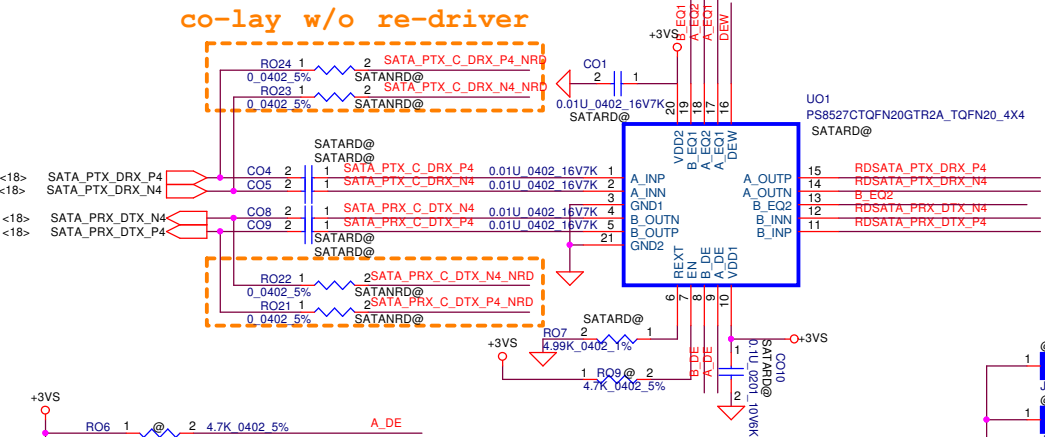 co-lay w/o re-driver
B_EQ1
A_EQ2
A_EQ1
DEW
+3VS
RO24 1 2 SATA_PTX_C_DRX_P4_NRD
0_0402_5% SATANRD@
RO23 1 2 SATA_PTX_C_DRX_N4_NRD
0_0402_5% SATANRD@
CO1
2 1
0.01U_0402_16V7K
SATARD@
20 19 18 17 16
VDD2 B_EQ1 A_EQ2 A_EQ1 DEW
UO1
PS8527CTQFN20GTR2A_TQFN20_4X4
SATARD@
SATARD@
SATARD@
<18> SATA_PTX_DRX_P4 CO4 2 1 SATA_PTX_C_DRX_P4 0.01U_0402_16V7K 1 A_INP A_OUTP 15 RDSATA_PTX_DRX_P4
<18> SATA_PTX_DRX_N4 CO5 2 1 SATA_PTX_C_DRX_N4 0.01U_0402_16V7K 2 A_INN A_OUTN 14 RDSATA_PTX_DRX_N4
3 GND1 B_EQ2 13 B_EQ2
<18> SATA_PRX_DTX_N4 CO8 2 1 SATA_PRX_C_DTX_N4 0.01U_0402_16V7K 4 B_OUTN B_INN 12 RDSATA_PRX_DTX_N4
<18> SATA_PRX_DTX_P4 CO9 2 1 SATA_PRX_C_DTX_P4 0.01U_0402_16V7K 5 B_OUTP B_INP 11 RDSATA_PRX_DTX_P4
21 GND2
SATARD@
SATARD@
REXT EN B_DE A_DE VDD1
6 7 8 9 10
RO22 1 2 SATA_PRX_C_DTX_N4_NRD
0_0402_5% SATANRD@
RO21 1 2 SATA_PRX_C_DTX_P4_NRD
0_0402_5% SATANRD@
SATARD@
RO7 2 1
4.99K_0402_1%
+3VS
+3VS
1 RO9 @ 2
4.7K_0402_5%
B_DE
A_DE
1
2
CO10
SATARD@
0.1U_0201_10V6K
+3VS
RO6 1 @ 2 4.7K_0402_5% A_DE
1
1